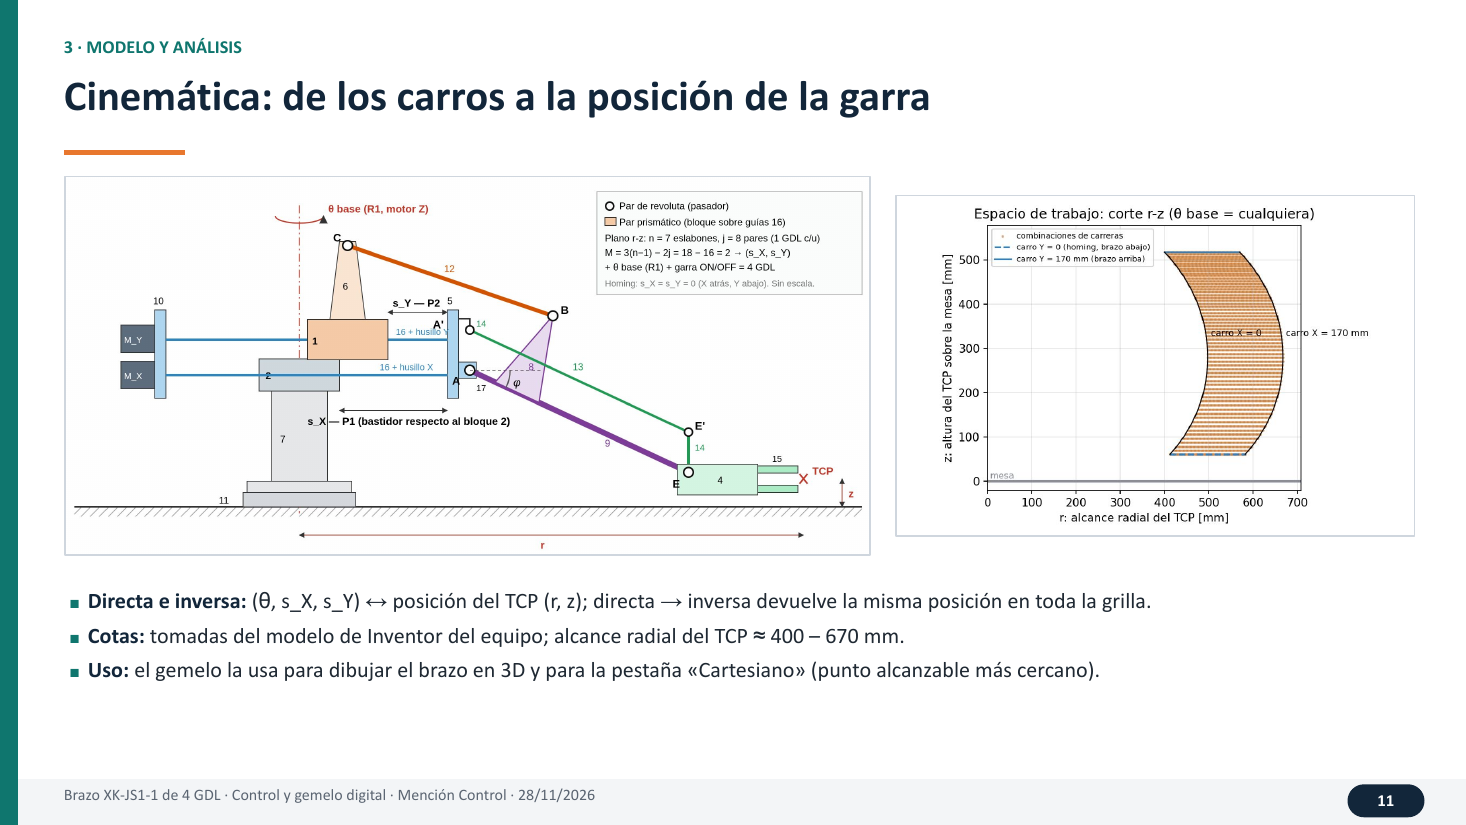 3 · MODELO Y ANÁLISIS
Cinemática: de los carros a la posición de la garra
θ base (R1, motor Z)
Par de revoluta (pasador)
Par prismático (bloque sobre guías 16)
Plano r-z: n = 7 eslabones, j = 8 pares (1 GDL c/u)
M = 3(n−1) − 2j = 18 − 16 = 2 → (s_X, s_Y)
+ θ base (R1) + garra ON/OFF = 4 GDL
Homing: s_X = s_Y = 0 (X atrás, Y abajo). Sin escala.
C
12
6
10
s_Y — P2
5
B
A'
14
M_Y
1
16 + husillo Y
M_X
2
16 + husillo X
8
13
A
17
φ
s_X — P1 (bastidor respecto al bloque 2)
E'
7
9
14
15
TCP
E
4
11
z
r
Espacio de trabajo: corte r-z (θ base = cualquiera)
combinaciones de carreras
carro Y = 0 (homing, brazo abajo)
carro Y = 170 mm (brazo arriba)
500
400
carro X = 0
carro X = 170 mm
300
200
100
mesa
0
z: altura del TCP sobre la mesa [mm]
0 100 200 300 400 500 600 700
r: alcance radial del TCP [mm]
▪ Directa e inversa: (θ, s_X, s_Y) ↔ posición del TCP (r, z); directa → inversa devuelve la misma posición en toda la grilla.
▪ Cotas: tomadas del modelo de Inventor del equipo; alcance radial del TCP ≈ 400 – 670 mm.
▪ Uso: el gemelo la usa para dibujar el brazo en 3D y para la pestaña «Cartesiano» (punto alcanzable más cercano).
Brazo XK-JS1-1 de 4 GDL · Control y gemelo digital · Mención Control · 28/11/2026
11